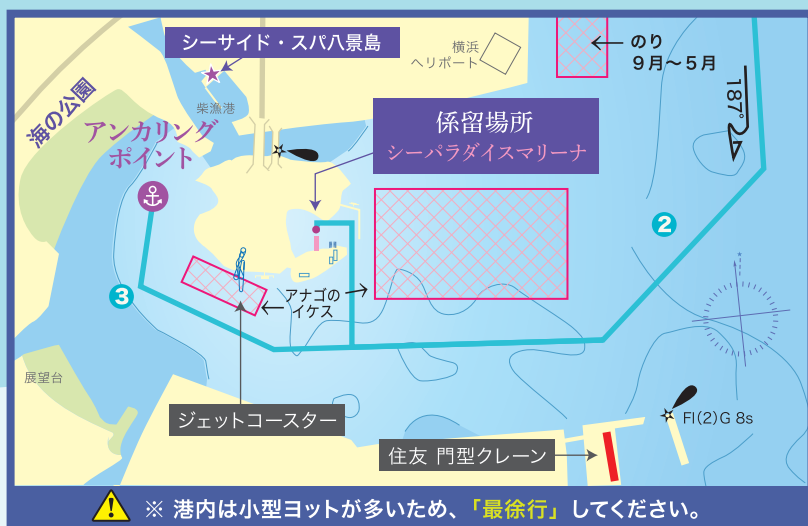 シーサイド・スパ八景島
横浜
ヘリポート
のり
9月〜5月
187°
海の公園
柴漁港
アンカリング
ポイント
係留場所
シーパラダイスマリーナ
2
3
アナゴの
イケス
展望台
ジェットコースター
住友 門型クレーン
Fl(2)G 8s
※ 港内は小型ヨットが多いため、「最徐行」してください。